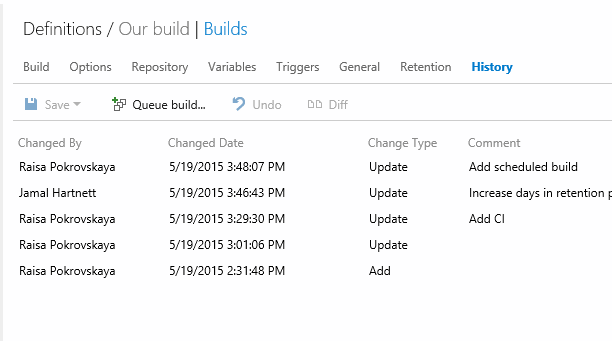 Definitions / Our build | Builds
Build Options Repository Variables Triggers General Retention History
Save Queue build... Undo Diff
Changed By Changed Date Change Type Comment
Raisa Pokrovskaya 5/19/2015 3:48:07 PM Update Add scheduled build
Jamal Hartnett 5/19/2015 3:46:43 PM Update Increase days in retention p
Raisa Pokrovskaya 5/19/2015 3:29:30 PM Update Add CI
Raisa Pokrovskaya 5/19/2015 3:01:06 PM Update
Raisa Pokrovskaya 5/19/2015 2:31:48 PM Add